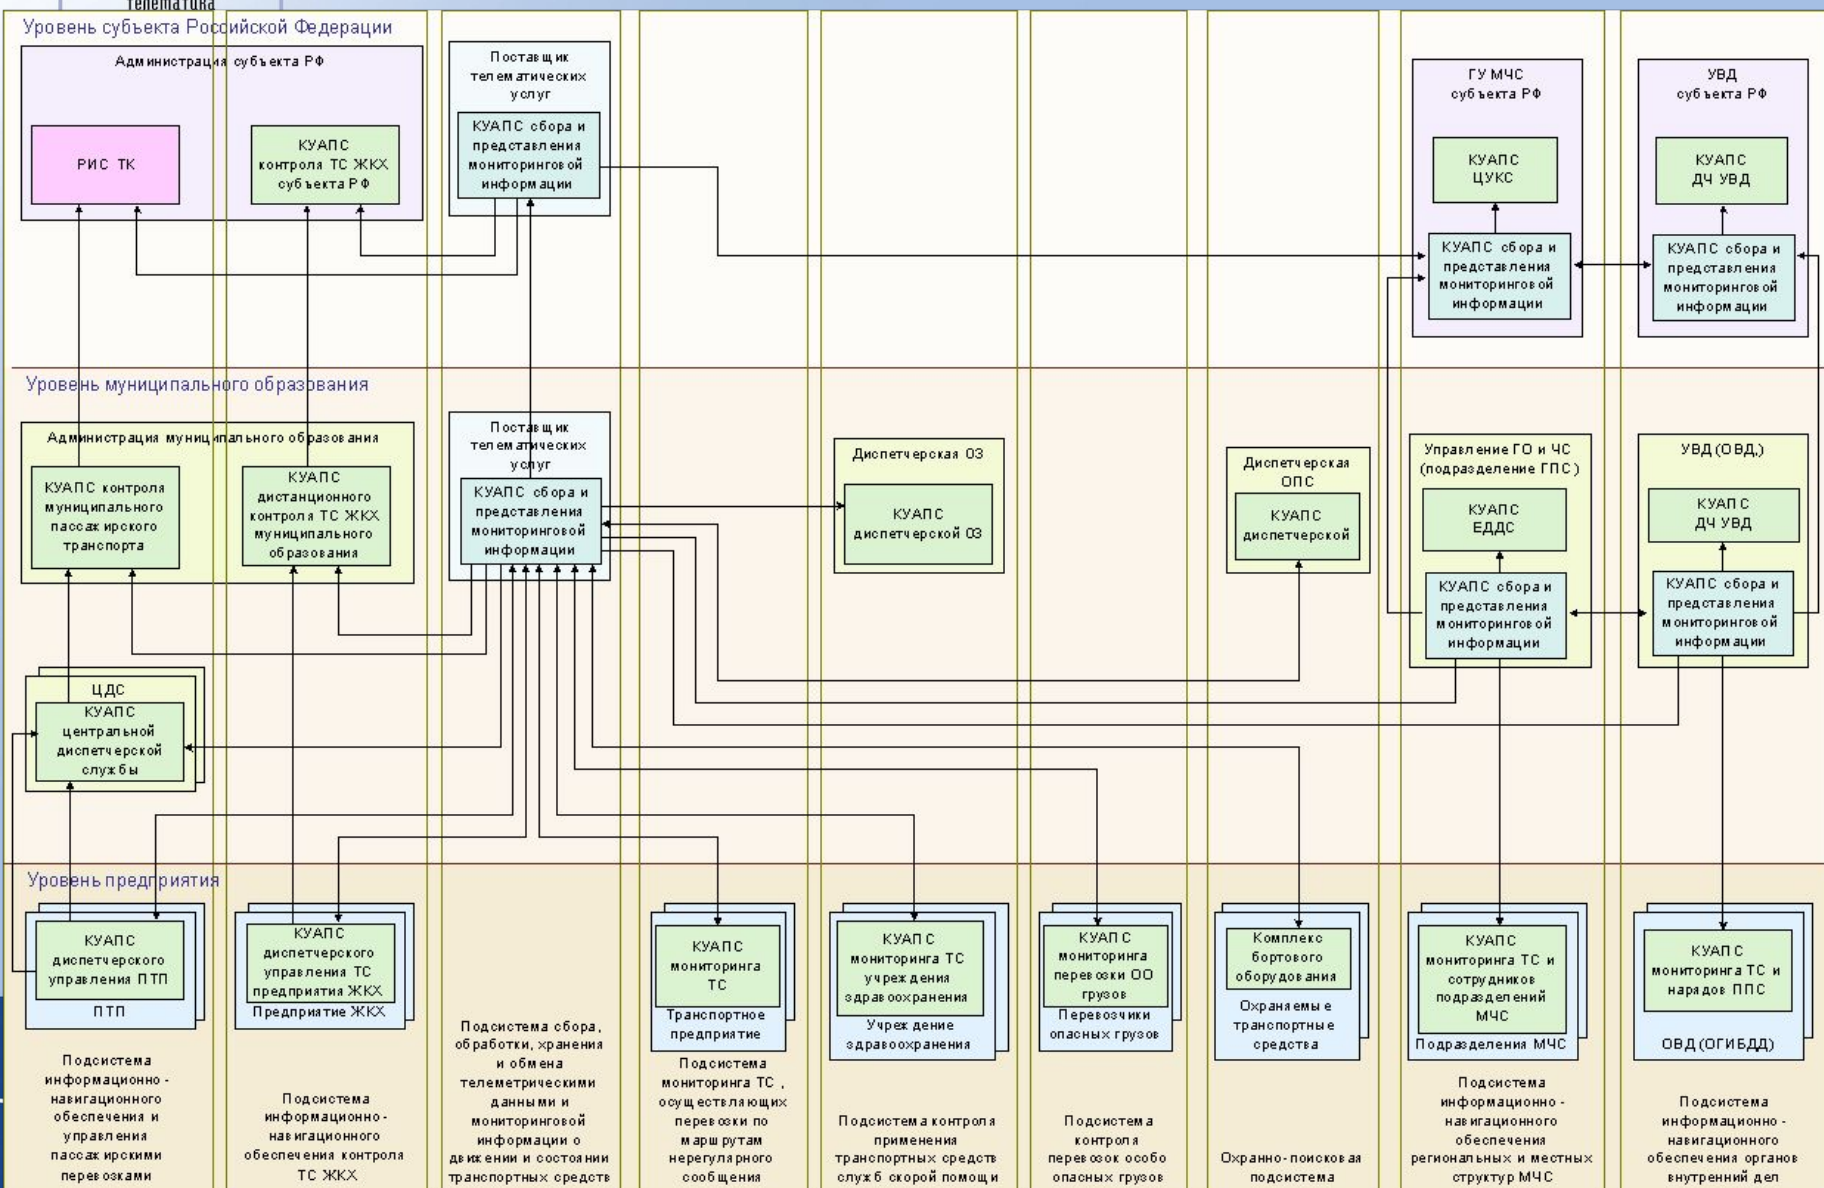 телематика
Уровень субъекта Российской Федерации
Администрация субъекта РФ
РИС ТК
КУАПС
контроля ТС ЖКХ
субъекта РФ
Поставщик
телематических
услуг
КУАПС сбора и
представления
мониторинговой
информации
ГУ МЧС
субъекта РФ
КУАПС
ЦУКС
КУАПС сбора и
представления
мониторинговой
информации
УВД
субъекта РФ
КУАПС
ДЧ УВД
КУАПС сбора и
представления
мониторинговой
информации
Уровень муниципального образования
Администрация муниципального образования
КУАПС контроля
муниципального
пассажирского
транспорта
КУАПС
дистанционного
контроля ТС ЖКХ
муниципального
образования
Поставщик
телематических
услуг
КУАПС сбора и
представления
мониторинговой
информации
Диспетчерская ОЗ
КУАПС
диспетчерской ОЗ
Диспетчерская
ОПС
КУАПС
диспетчерской
Управление ГО и ЧС
(подразделение ГПС)
КУАПС
ЕДДС
КУАПС сбора и
представления
мониторинговой
информации
УВД (ОВД,)
КУАПС
ДЧ УВД
КУАПС сбора и
представления
мониторинговой
информации
ЦДС
КУАПС
центральной
диспетчерской
службы
Уровень предприятия
КУАПС
диспетчерского
управления ПТП
ПТП
КУАПС
диспетчерского
управления ТС
предприятия ЖКХ
Предприятие ЖКХ
КУАПС
мониторинга
ТС
Транспортное
предприятие
КУАПС
мониторинга ТС
учреждения
здравоохранения
Учреждение
здравоохранения
КУАПС
мониторинга
перевозки ОО
грузов
Перевозчики
опасных грузов
Комплекс
бортового
оборудования
Охраняемые
транспортные
средства
КУАПС
мониторинга ТС и
сотрудников
подразделений
МЧС
Подразделения МЧС
КУАПС
мониторинга ТС и
нарядов ППС
ОВД (ОГИБДД)
Подсистема
информационно-
навигационного
обеспечения и
управления
пассажирскими
перевозками
Подсистема
информационно-
навигационного
обеспечения контроля
ТС ЖКХ
Подсистема сбора,
обработки, хранения
и обмена
телеметрическими
данными и
мониторинговой
информации о
движении и состоянии
транспортных средств
Подсистема
мониторинга ТС ,
осуществляющих
перевозки по
маршрутам
нерегулярного
сообщения
Подсистема контроля
применения
транспортных средств
служб скорой помощи
Подсистема
контроля
перевозок особо
опасных грузов
Охранно-поисковая
подсистема
Подсистема
информационно-
навигационного
обеспечения
региональных и местных
структур МЧС
Подсистема
информационно-
навигационного
обеспечения органов
внутренний дел